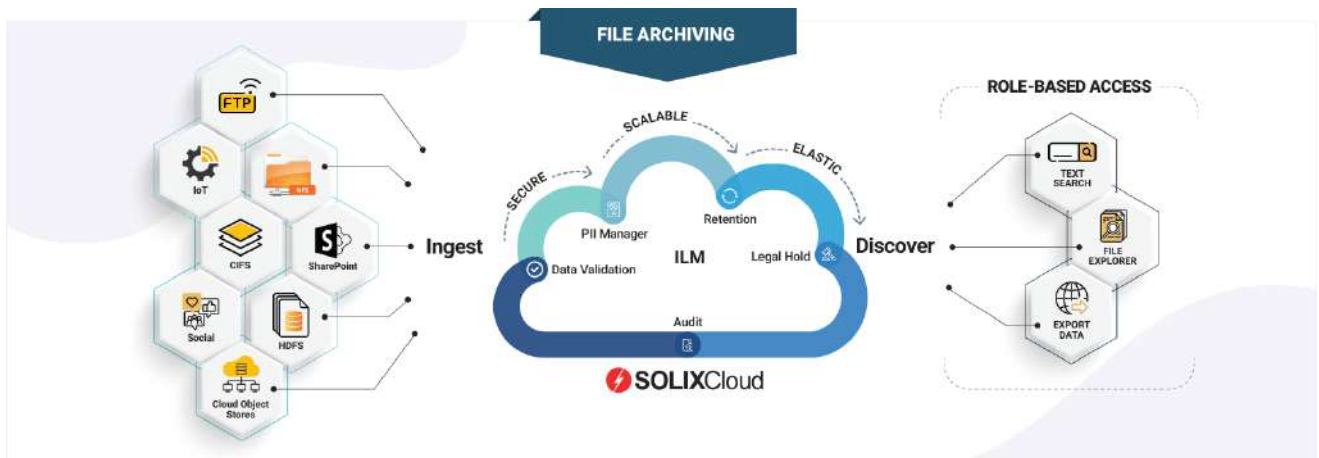 FILE ARCHIVING
FTP
IoT
NFS
CIFS
SharePoint
Social
HDFS
Cloud Object
Stores
Ingest
SECURE
SCALABLE
ELASTIC
PII Manager
Retention
Data Validation
ILM
Legal Hold
Audit
SOLIXCloud
Discover
ROLE-BASED ACCESS
TEXT
SEARCH
FILE
EXPLORER
EXPORT
DATA